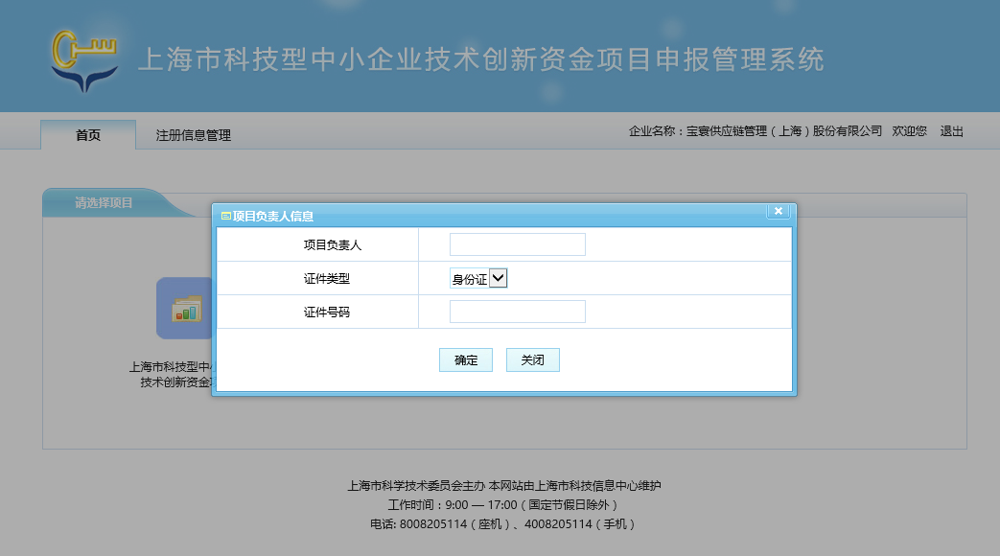 上海市科技型中小企业技术创新资金项目申报管理系统
首页
注册信息管理
企业名称：宝寰供应链管理（上海）股份有限公司 欢迎您 退出
请选择项目
项目负责人信息
项目负责人
证件类型
身份证
证件号码
确定
关闭
上海市科技型中小
技术创新资金项
上海市科学技术委员会主办 本网站由上海市科技信息中心维护
工作时间：9:00 — 17:00（国定节假日除外）
电话: 8008205114（座机）、4008205114（手机）